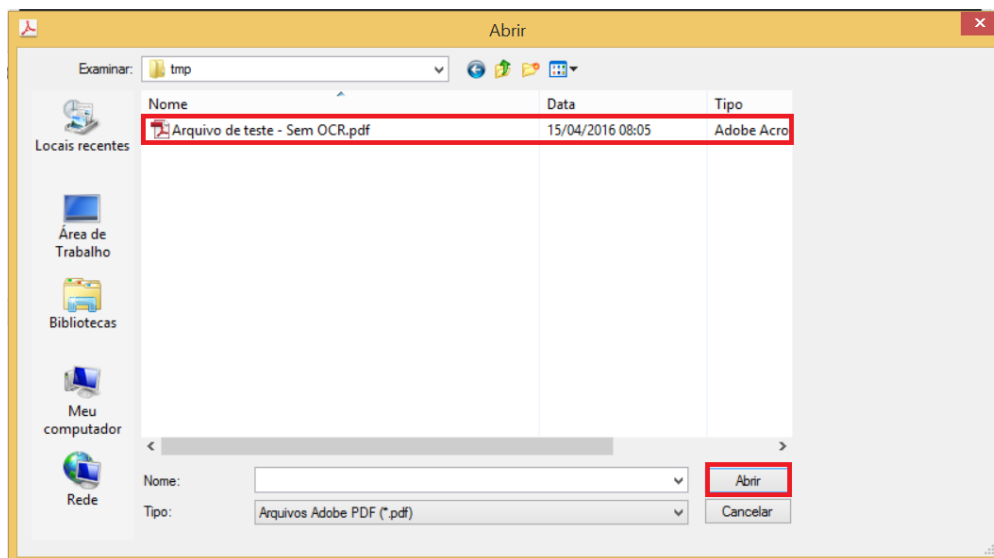 Abrir
Examinar: tmp
Nome Data Tipo
Arquivo de teste - Sem OCR.pdf 15/04/2016 08:05 Adobe Acro
Locais recentes
Área de
Trabalho
Bibliotecas
Meu
computador
Rede
Nome: Abrir
Tipo: Arquivos Adobe PDF (*.pdf) Cancelar